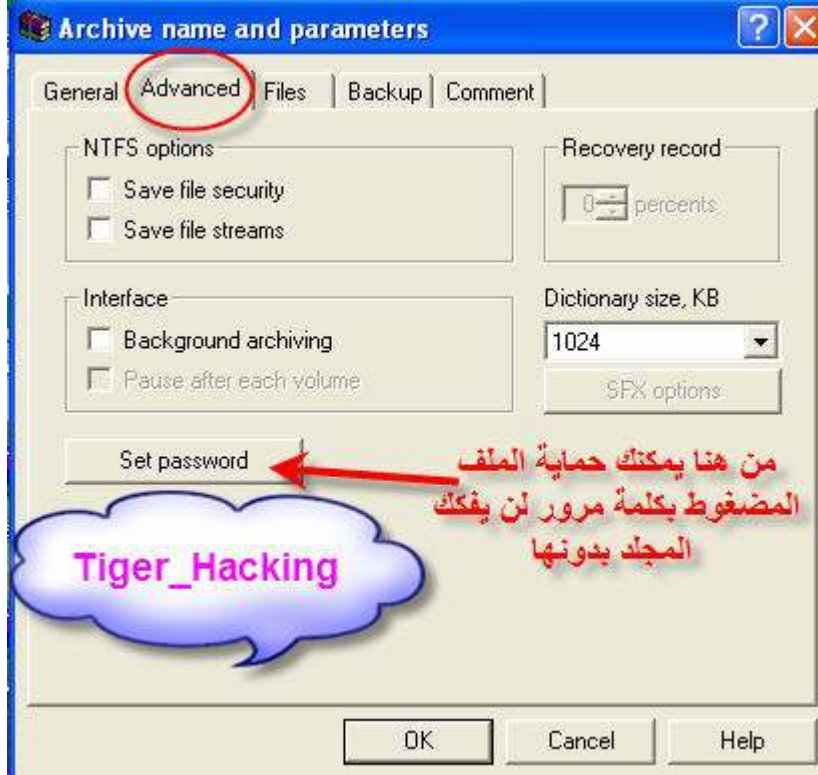 Archive name and parameters
General Advanced Files Backup Comment
NTFS options
Save file security
Save file streams
Recovery record
0 percents
Interface
Background archiving
Pause after each volume
Dictionary size, KB
1024
SFX options
Set password
من هنا يمكنك حماية الملف
المضغوط بكلمة مرور لن يفكك
المجلد بدونها
Tiger_Hacking
OK Cancel Help